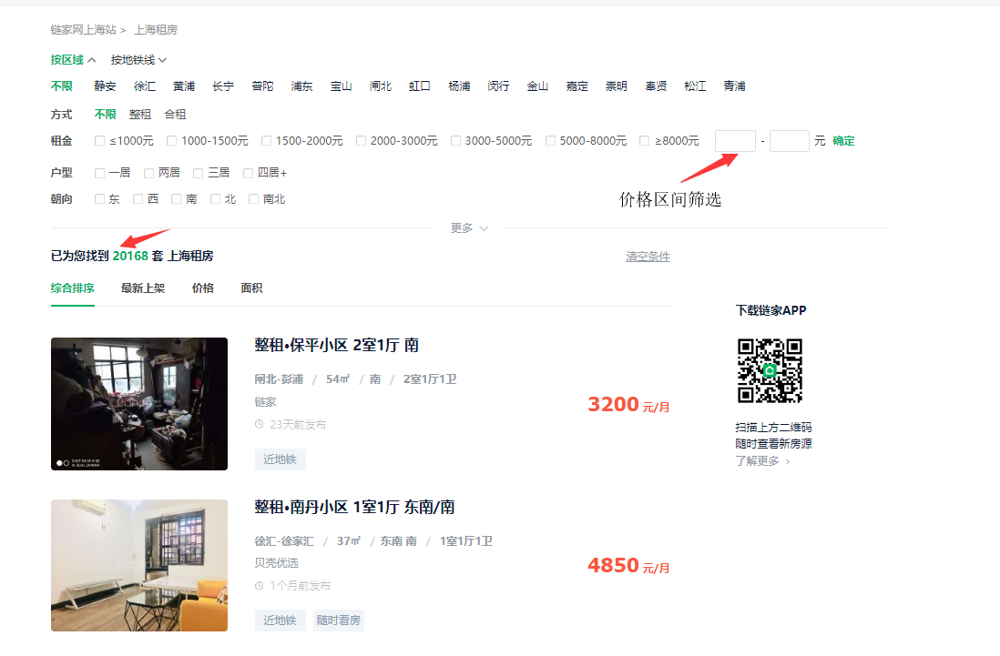 链家网上海站 > 上海租房
按区域 按地铁线
不限 静安 徐汇 黄浦 长宁 普陀 浦东 宝山 闸北 虹口 杨浦 闵行 金山 嘉定 崇明 奉贤 松江 青浦
方式 不限 整租 合租
租金 ≤1000元 1000-1500元 1500-2000元 2000-3000元 3000-5000元 5000-8000元 ≥8000元 - 元 确定
户型 一居 两居 三居 四居+
朝向 东 西 南 北 南北
价格区间筛选
更多
已为您找到 20168 套 上海租房
清空条件
综合排序 最新上架 价格 面积
整租·保平小区 2室1厅 南
闸北-彭浦 / 54㎡ / 南 / 2室1厅1卫
链家
3200 元/月
23天前发布
近地铁
整租·南丹小区 1室1厅 东南/南
徐汇-徐家汇 / 37㎡ / 东南 南 / 1室1厅1卫
贝壳优选
4850 元/月
1个月前发布
近地铁 随时看房
下载链家APP
扫描上方二维码
随时查看新房源
了解更多 >